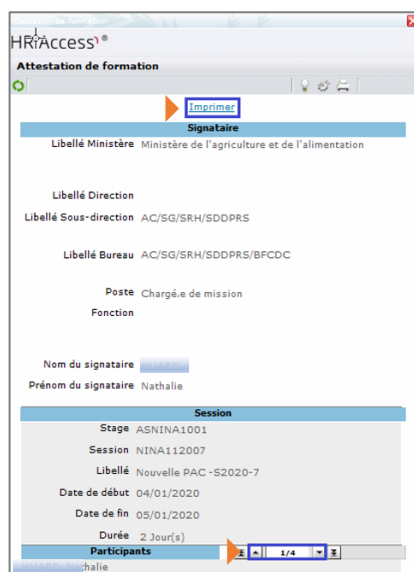 HR Access®
Attestation de formation
Imprimer
Signataire
Libellé Ministère Ministère de l'agriculture et de l'alimentation
Libellé Direction
Libellé Sous-direction AC/SG/SRH/SDDPRS
Libellé Bureau AC/SG/SRH/SDDPRS/BFCDC
Poste Chargé.e de mission
Fonction
Nom du signataire
Prénom du signataire Nathalie
Session
Stage ASNINA1001
Session NINA112007
Libellé Nouvelle PAC -S2020-7
Date de début 04/01/2020
Date de fin 05/01/2020
Durée 2 Jour(s)
Participants 1/4